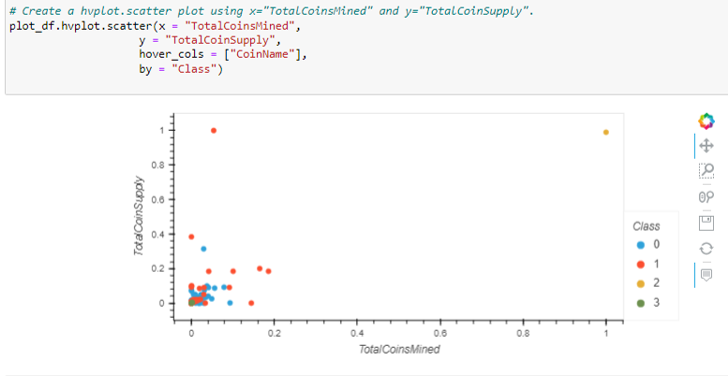 # Create a hvplot.scatter plot using x="TotalCoinsMined" and y="TotalCoinSupply".
plot_df.hvplot.scatter(x = "TotalCoinsMined",
y = "TotalCoinSupply",
hover_cols = ["CoinName"],
by = "Class")
1
0.8
0.6
0.4
0.2
0
TotalCoinSupply
0 0.2 0.4 0.6 0.8 1
TotalCoinsMined
Class
0
1
2
3